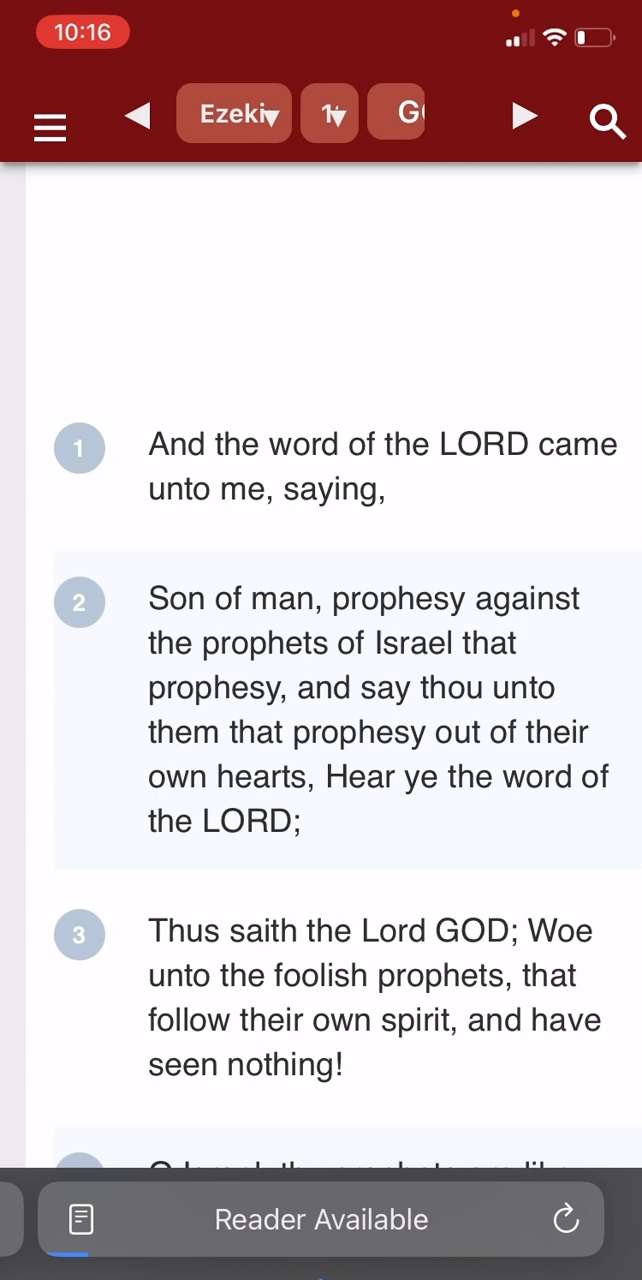 10:16
Ezeki
1
G
1
And the word of the LORD came
unto me, saying,
2
Son of man, prophesy against
the prophets of Israel that
prophesy, and say thou unto
them that prophesy out of their
own hearts, Hear ye the word of
the LORD;
3
Thus saith the Lord GOD; Woe
unto the foolish prophets, that
follow their own spirit, and have
seen nothing!
Reader Available